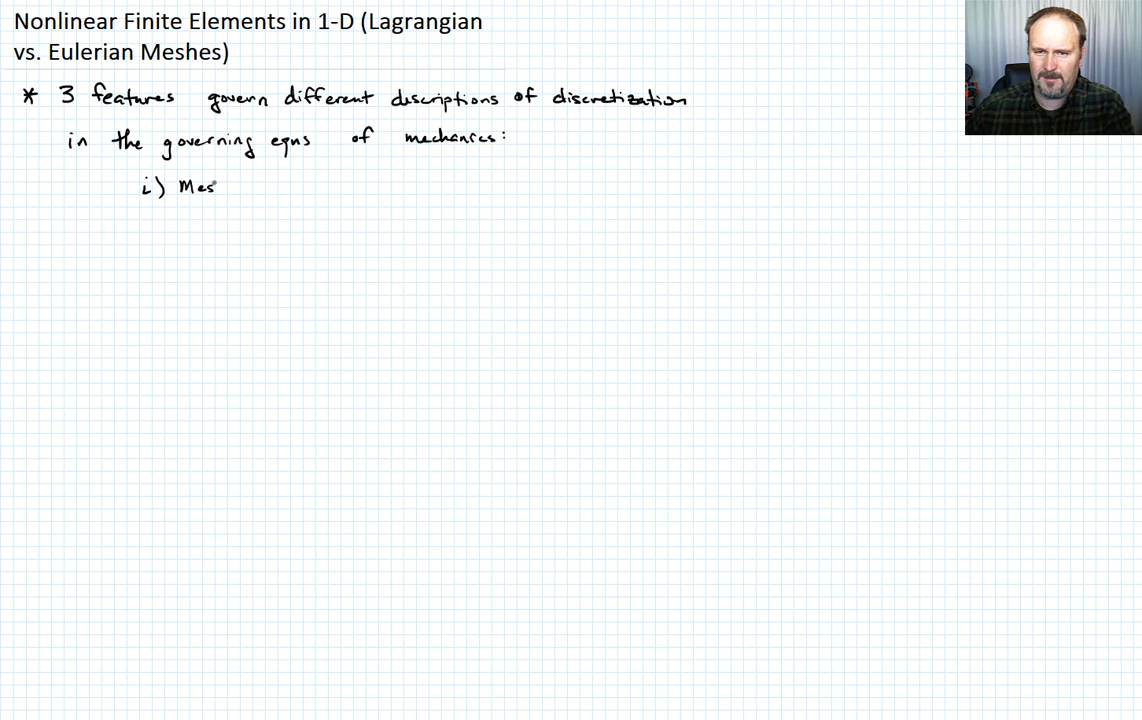 Nonlinear Finite Elements in 1-D (Lagrangian
vs. Eulerian Meshes)
* 3 features govern different descriptions of discretization
in the governing eqns of mechanics:
i) Mes